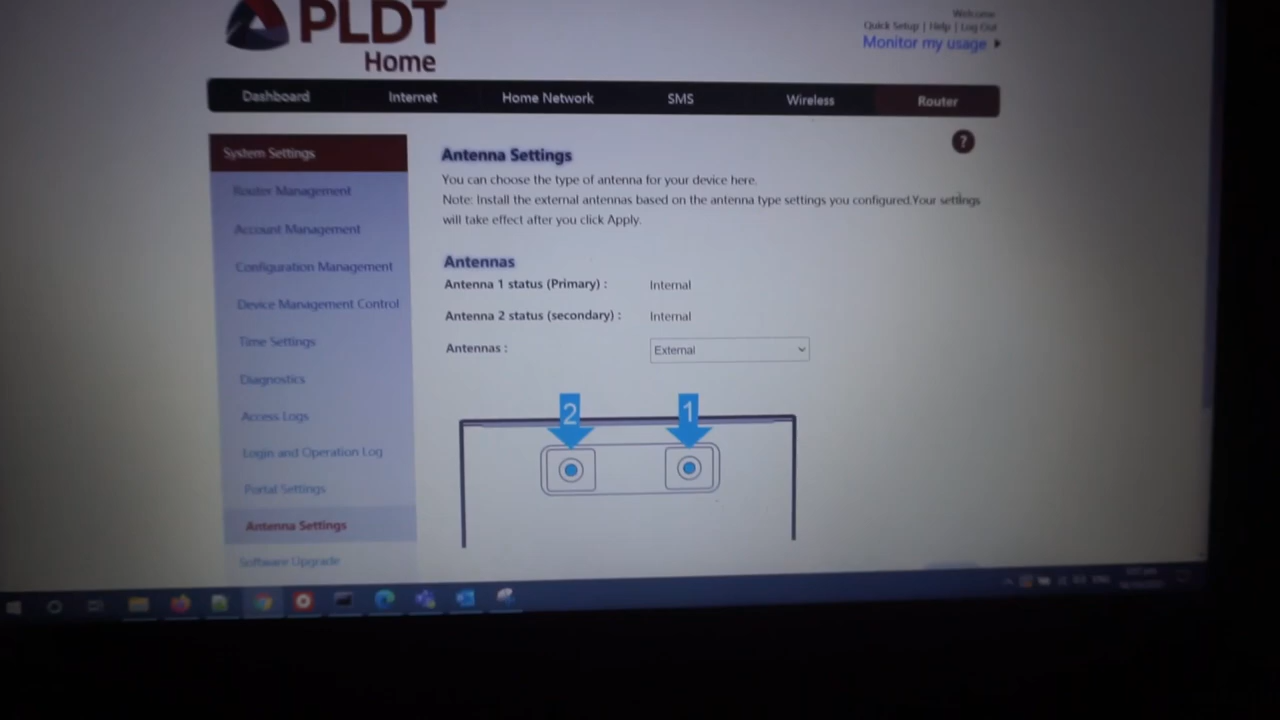 PLDT
Home
Welcome
Quick Setup | Help | Log Out
Monitor my usage
Dashboard
Internet
Home Network
SMS
Wireless
Router
System Settings
Router Management
Account Management
Configuration Management
Device Management Control
Time Settings
Diagnostics
Access Logs
Login and Operation Log
Portal Settings
Antenna Settings
Software Upgrade
?
Antenna Settings
You can choose the type of antenna for your device here.
Note: Install the external antennas based on the antenna type settings you configured.Your settings
will take effect after you click Apply.
Antennas
Antenna 1 status (Primary) : Internal
Antenna 2 status (secondary) : Internal
Antennas : External
2 1